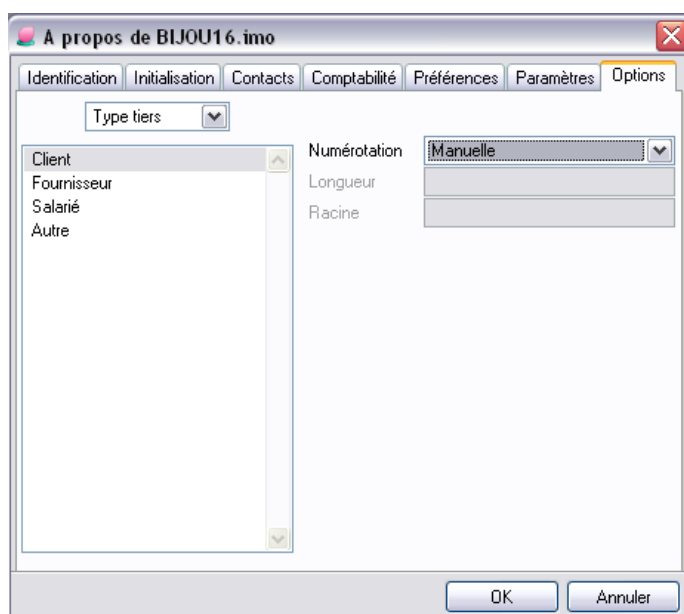 A propos de BIJOU16.imo
Identification Initialisation Contacts Comptabilité Préférences Paramètres Options
Type tiers
Client
Fournisseur
Salarié
Autre
Numérotation Manuelle
Longueur
Racine
OK Annuler